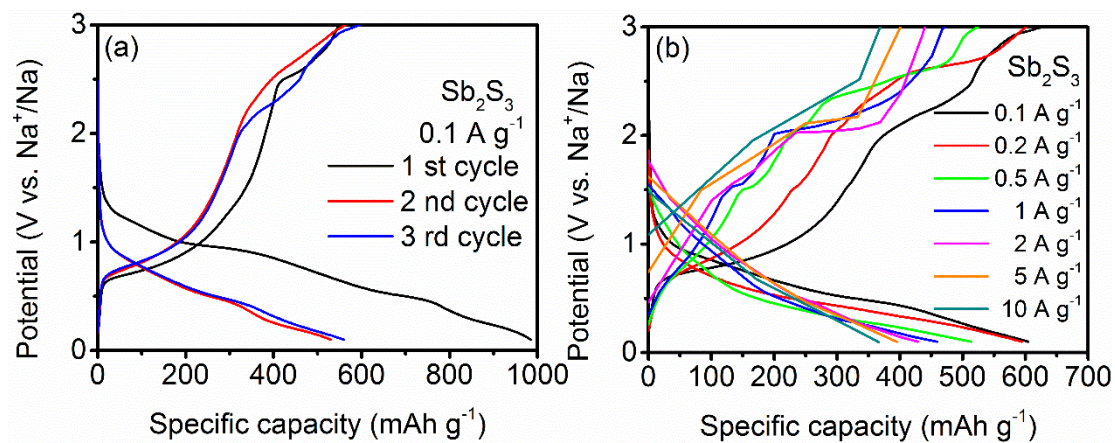 (a)
Sb₂S₃
0.1 A g⁻¹
1 st cycle
2 nd cycle
3 rd cycle
Potential (V vs. Na⁺/Na)
3
2
1
0
0 200 400 600 800 1000
Specific capacity (mAh g⁻¹)
(b)
Sb₂S₃
0.1 A g⁻¹
0.2 A g⁻¹
0.5 A g⁻¹
1 A g⁻¹
2 A g⁻¹
5 A g⁻¹
10 A g⁻¹
Potential (V vs. Na⁺/Na)
3
2
1
0
0 100 200 300 400 500 600 700
Specific capacity (mAh g⁻¹)